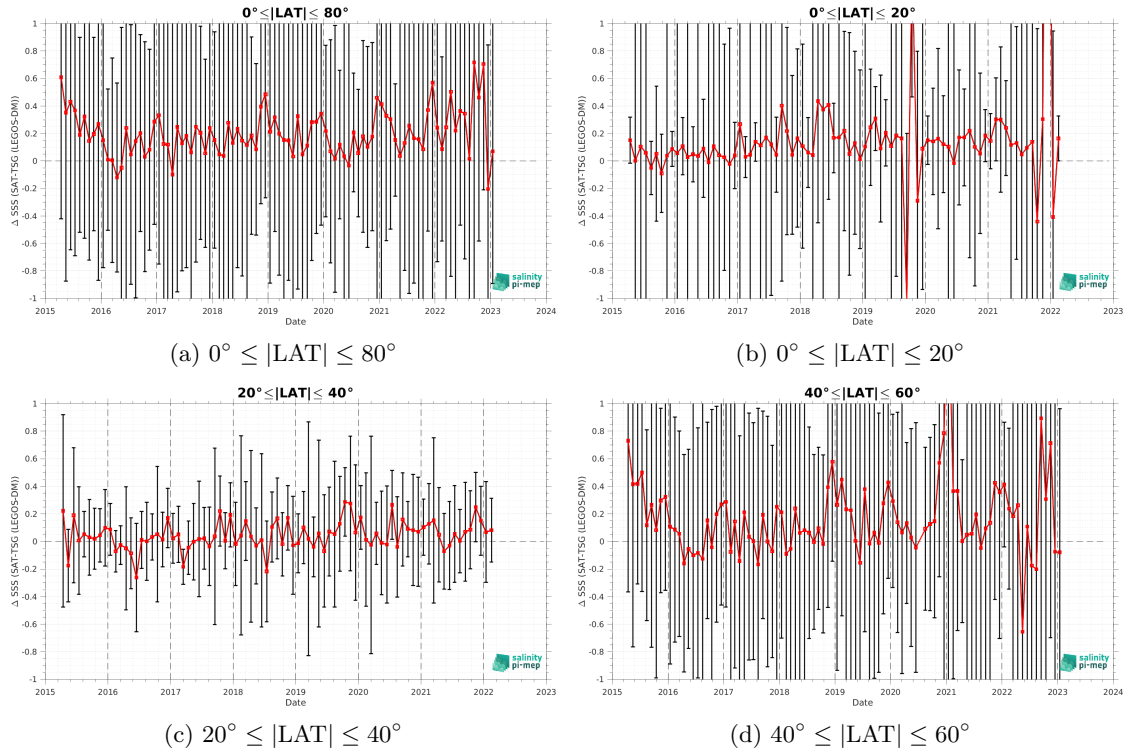 0°≤|LAT|≤ 80°
Δ SSS (SAT-TSG (LEGOS-DM))
1
0.8
0.6
0.4
0.2
0
-0.2
-0.4
-0.6
-0.8
-1
2015 2016 2017 2018 2019 2020 2021 2022 2023 2024
Date
salinity
pi-mep
(a) 0° ≤ |LAT| ≤ 80°
0°≤|LAT|≤ 20°
Δ SSS (SAT-TSG (LEGOS-DM))
1
0.8
0.6
0.4
0.2
0
-0.2
-0.4
-0.6
-0.8
-1
2015 2016 2017 2018 2019 2020 2021 2022 2023
Date
salinity
pi-mep
(b) 0° ≤ |LAT| ≤ 20°
20°≤|LAT|≤ 40°
Δ SSS (SAT-TSG (LEGOS-DM))
1
0.8
0.6
0.4
0.2
0
-0.2
-0.4
-0.6
-0.8
-1
2015 2016 2017 2018 2019 2020 2021 2022 2023
Date
salinity
pi-mep
(c) 20° ≤ |LAT| ≤ 40°
40°≤|LAT|≤ 60°
Δ SSS (SAT-TSG (LEGOS-DM))
1
0.8
0.6
0.4
0.2
0
-0.2
-0.4
-0.6
-0.8
-1
2015 2016 2017 2018 2019 2020 2021 2022 2023 2024
Date
salinity
pi-mep
(d) 40° ≤ |LAT| ≤ 60°